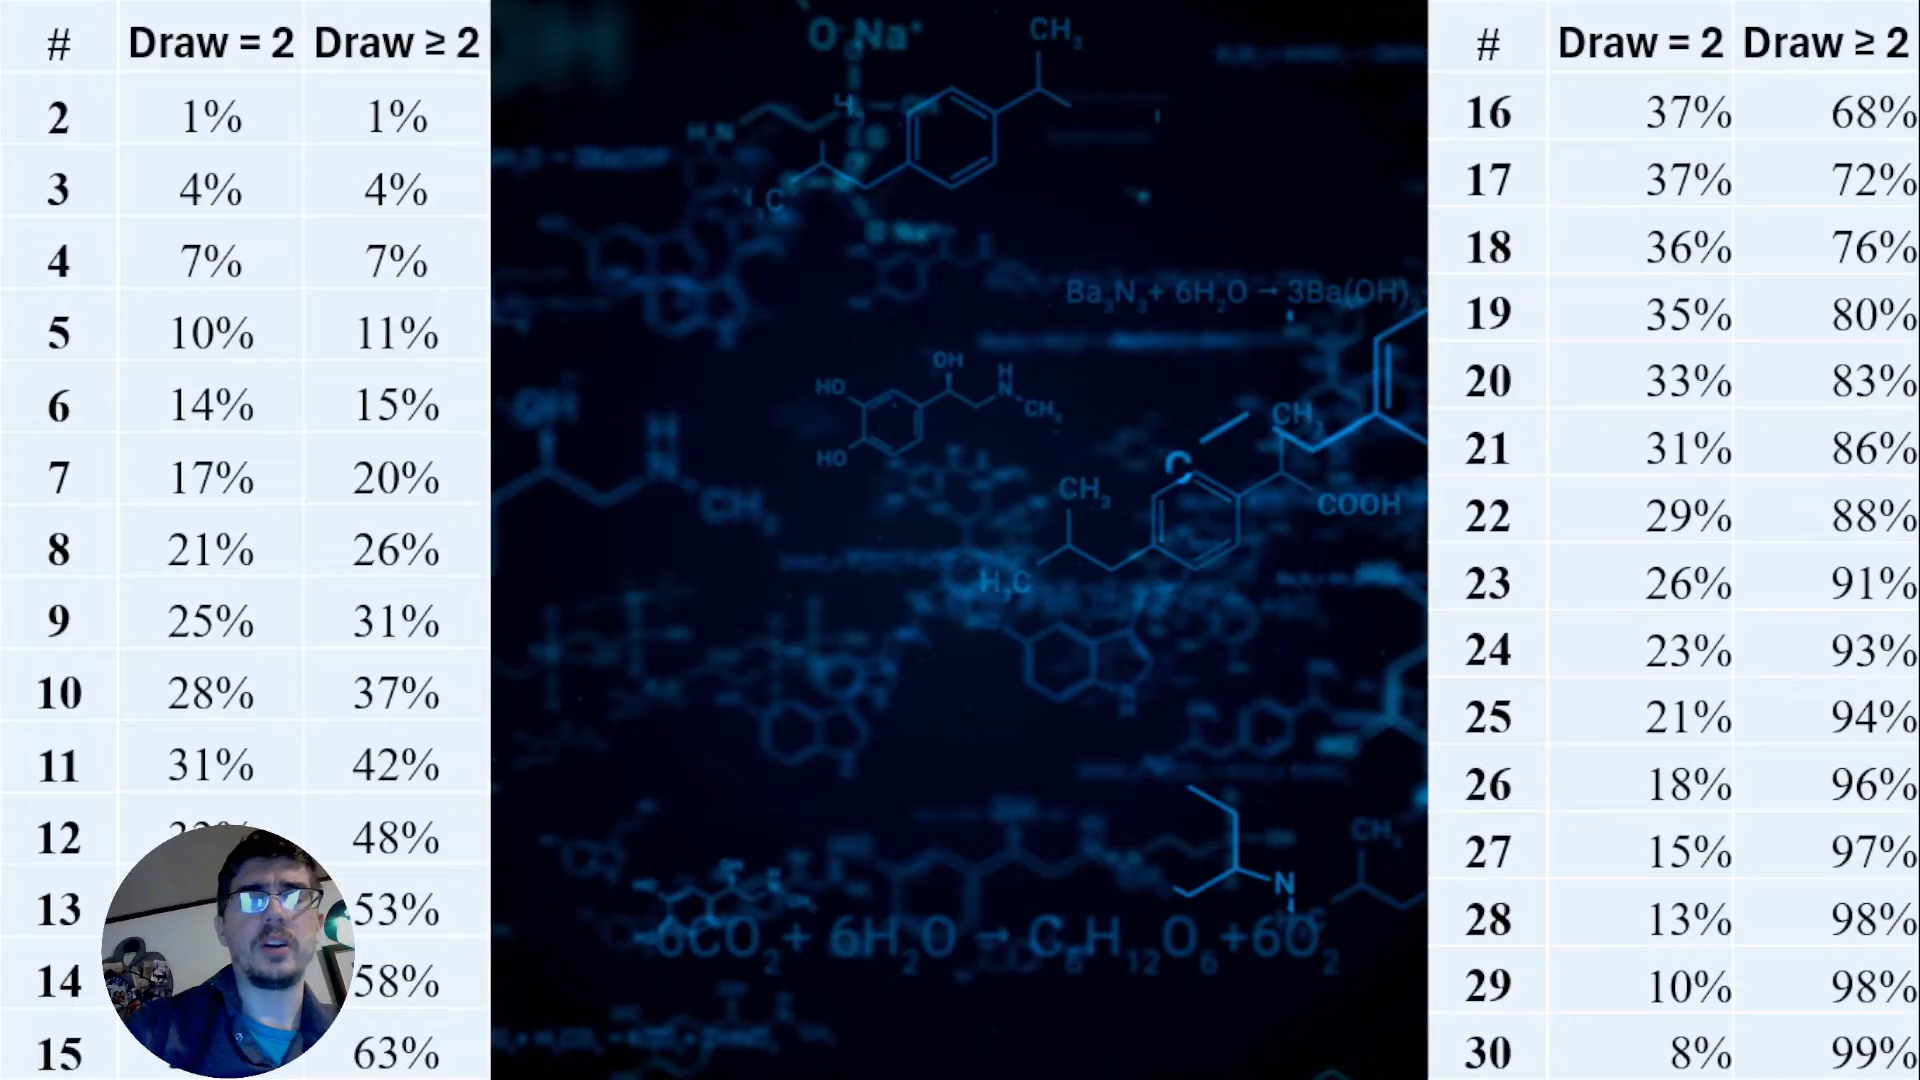 # Draw = 2 Draw ≥ 2
2 1% 1%
3 4% 4%
4 7% 7%
5 10% 11%
6 14% 15%
7 17% 20%
8 21% 26%
9 25% 31%
10 28% 37%
11 31% 42%
12 48%
13 53%
14 58%
15 63%
O Na⁺
CH₃
H₃C
Ba₃N₂+ 6H₂O → 3Ba(OH)
OH
HO
H
N
CH₃
HO
OH
H
N
CH₃
CH₃
C
CH₃
COOH
H₃C
N
CH₃
N
6CO₂+ 6H₂O → C₆H₁₂O₆+6O₂
# Draw = 2 Draw ≥ 2
16 37% 68%
17 37% 72%
18 36% 76%
19 35% 80%
20 33% 83%
21 31% 86%
22 29% 88%
23 26% 91%
24 23% 93%
25 21% 94%
26 18% 96%
27 15% 97%
28 13% 98%
29 10% 98%
30 8% 99%